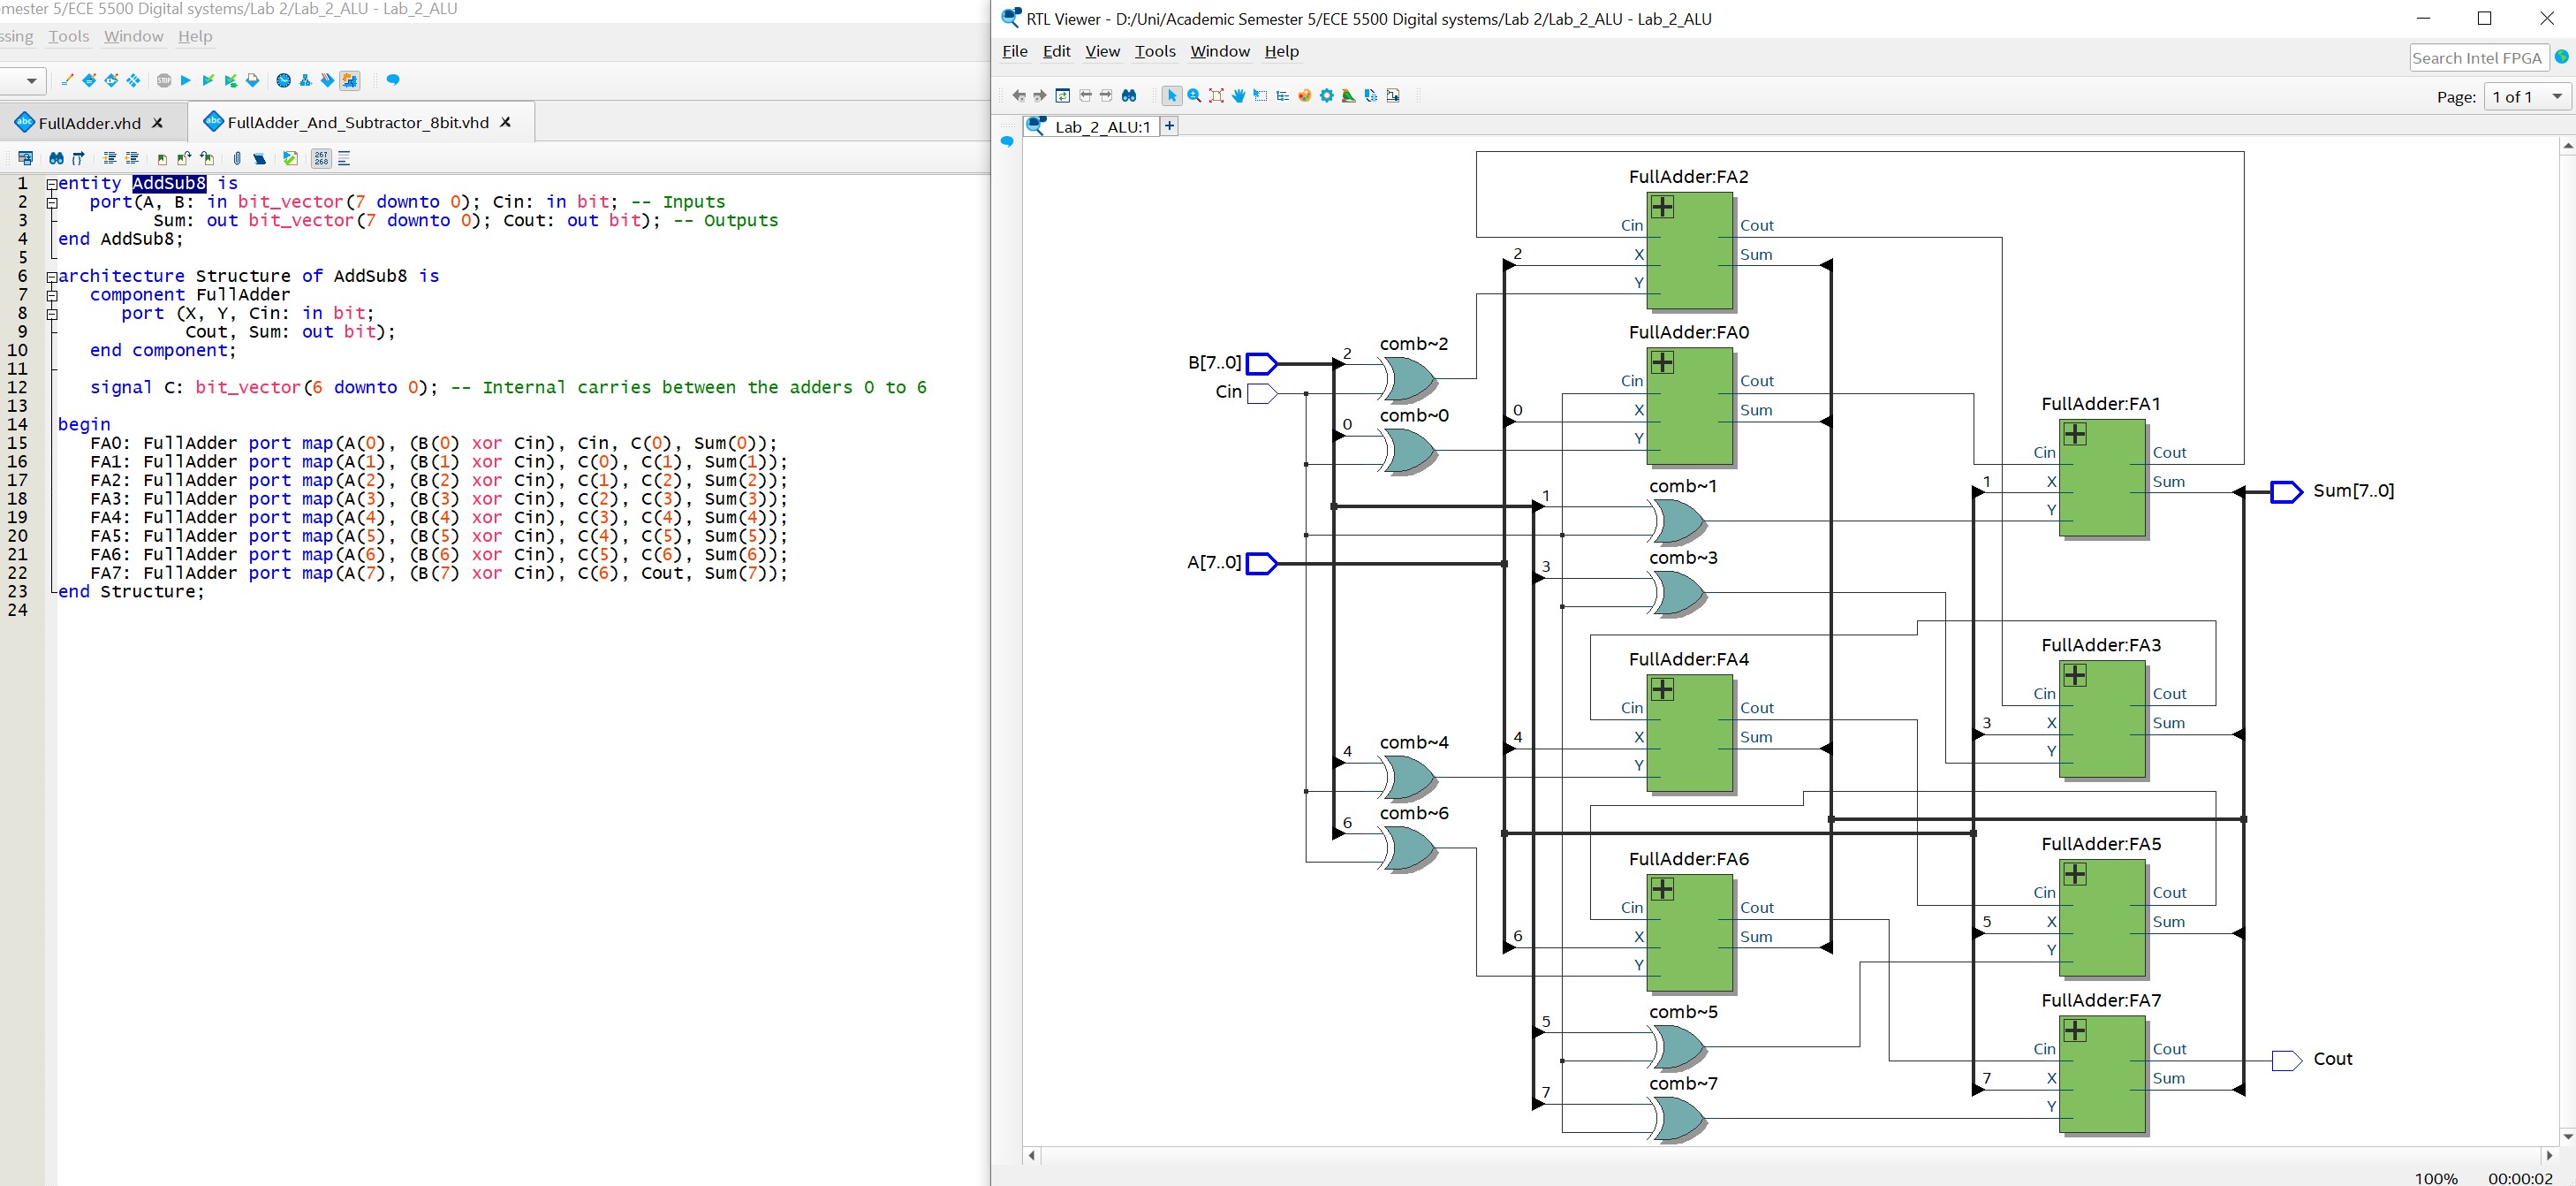 mester 5/ECE 5500 Digital systems/Lab 2/Lab_2_ALU - Lab_2_ALU
ssing Tools Window Help
STOP
FullAdder.vhd
FullAdder_And_Subtractor_8bit.vhd
267
268
1 entity AddSub8 is
2 port(A, B: in bit_vector(7 downto 0); Cin: in bit; -- Inputs
3 Sum: out bit_vector(7 downto 0); Cout: out bit); -- Outputs
4 end AddSub8;
5
6 architecture Structure of AddSub8 is
7 component FullAdder
8 port (X, Y, Cin: in bit;
9 Cout, Sum: out bit);
10 end component;
11
12 signal C: bit_vector(6 downto 0); -- Internal carries between the adders 0 to 6
13
14 begin
15 FA0: FullAdder port map(A(0), (B(0) xor Cin), Cin, C(0), Sum(0));
16 FA1: FullAdder port map(A(1), (B(1) xor Cin), C(0), C(1), Sum(1));
17 FA2: FullAdder port map(A(2), (B(2) xor Cin), C(1), C(2), Sum(2));
18 FA3: FullAdder port map(A(3), (B(3) xor Cin), C(2), C(3), Sum(3));
19 FA4: FullAdder port map(A(4), (B(4) xor Cin), C(3), C(4), Sum(4));
20 FA5: FullAdder port map(A(5), (B(5) xor Cin), C(4), C(5), Sum(5));
21 FA6: FullAdder port map(A(6), (B(6) xor Cin), C(5), C(6), Sum(6));
22 FA7: FullAdder port map(A(7), (B(7) xor Cin), C(6), Cout, Sum(7));
23 end Structure;
24
RTL Viewer - D:/Uni/Academic Semester 5/ECE 5500 Digital systems/Lab 2/Lab_2_ALU - Lab_2_ALU
File Edit View Tools Window Help
Search Intel FPGA
Page: 1 of 1
Lab_2_ALU:1
B[7..0]
Cin
A[7..0]
comb~2
2
comb~0
0
comb~4
4
comb~6
6
FullAdder:FA2
Cin
2 X
Y
Cout
Sum
FullAdder:FA0
Cin
0 X
Y
Cout
Sum
comb~1
1
comb~3
3
FullAdder:FA4
Cin
4 X
Y
Cout
Sum
FullAdder:FA6
Cin
6 X
Y
Cout
Sum
comb~5
5
comb~7
7
FullAdder:FA1
Cin
1 X
Y
Cout
Sum
FullAdder:FA3
Cin
3 X
Y
Cout
Sum
FullAdder:FA5
Cin
5 X
Y
Cout
Sum
FullAdder:FA7
Cin
7 X
Y
Cout
Sum
Sum[7..0]
Cout
100% 00:00:02